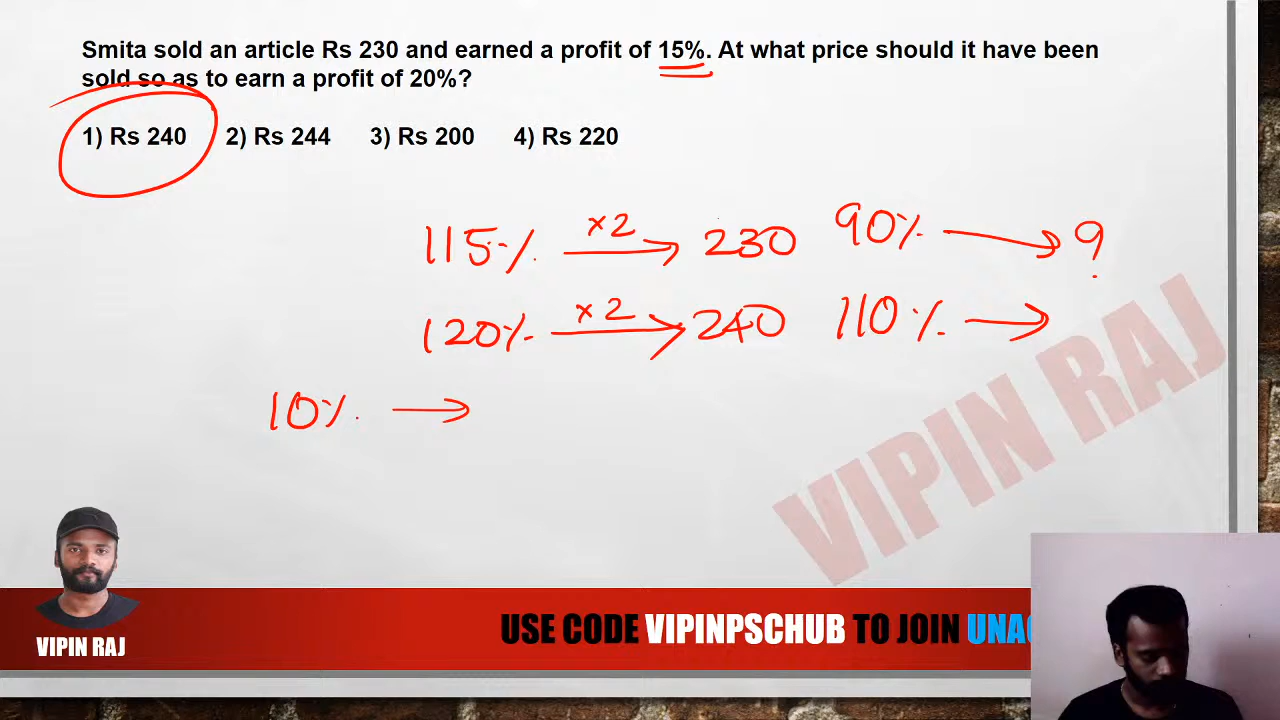 Smita sold an article Rs 230 and earned a profit of 15%. At what price should it have been
sold so as to earn a profit of 20%?
1) Rs 240 2) Rs 244 3) Rs 200 4) Rs 220
115% ×2 230 90% ?
120% ×2 240 110%
10%
VIPIN RAJ
USE CODE VIPINPSCHUB TO JOIN
VIPIN RAJ